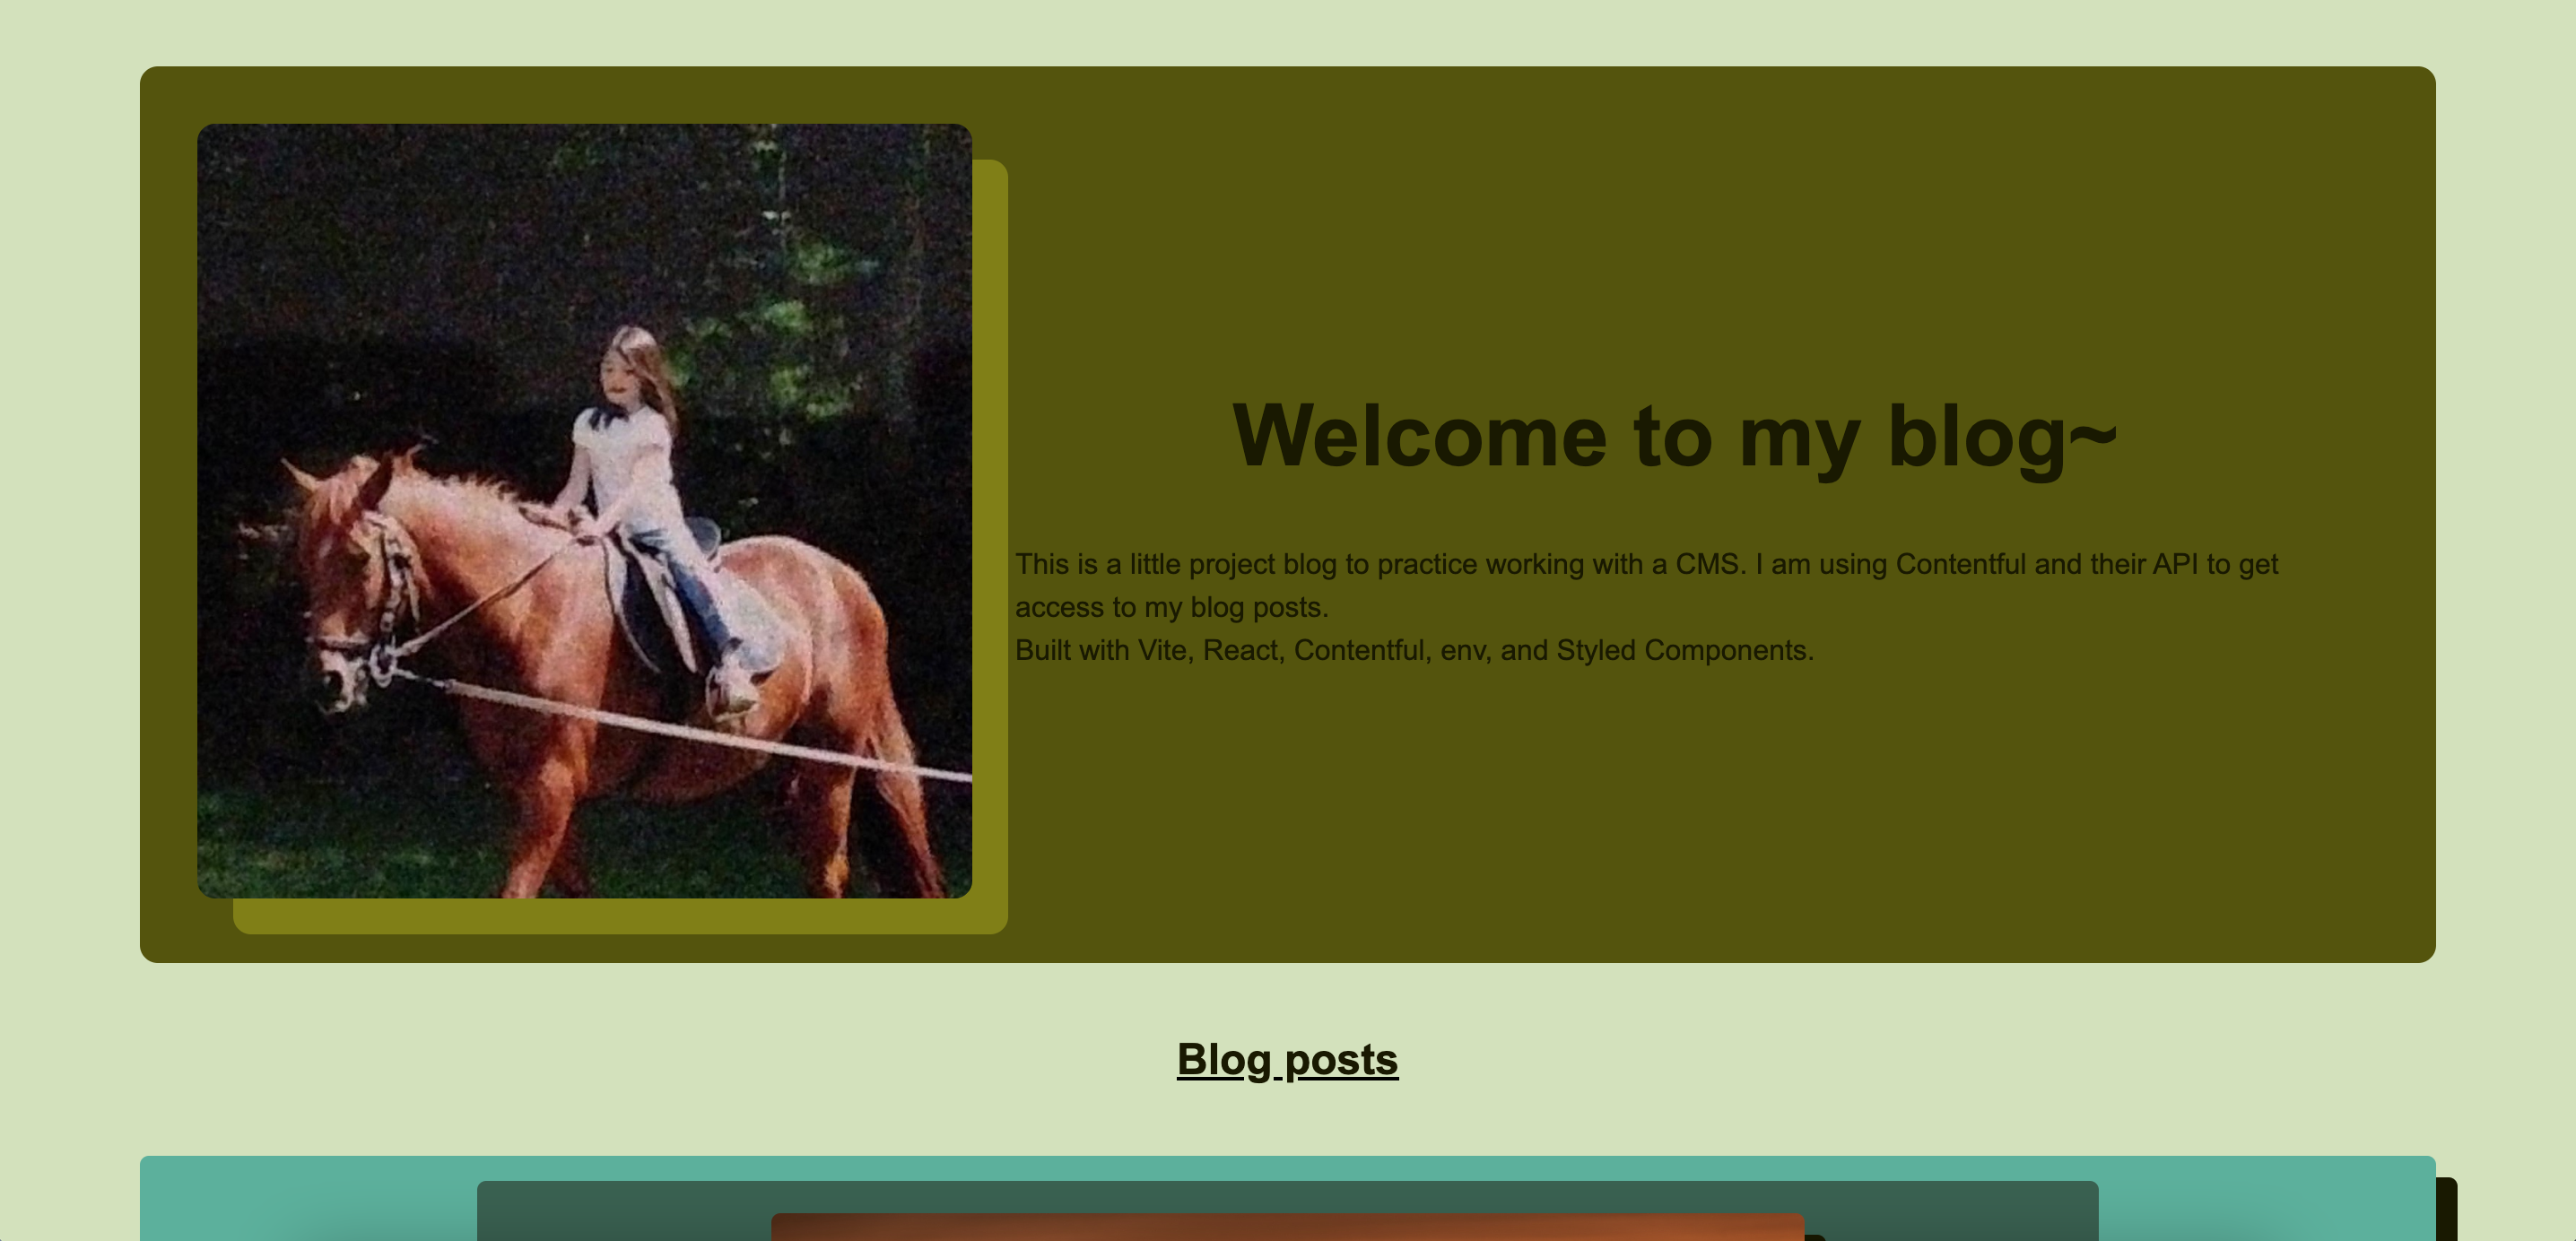 Welcome to my blog~
This is a little project blog to practice working with a CMS. I am using Contentful and their API to get
access to my blog posts.
Built with Vite, React, Contentful, env, and Styled Components.
Blog posts